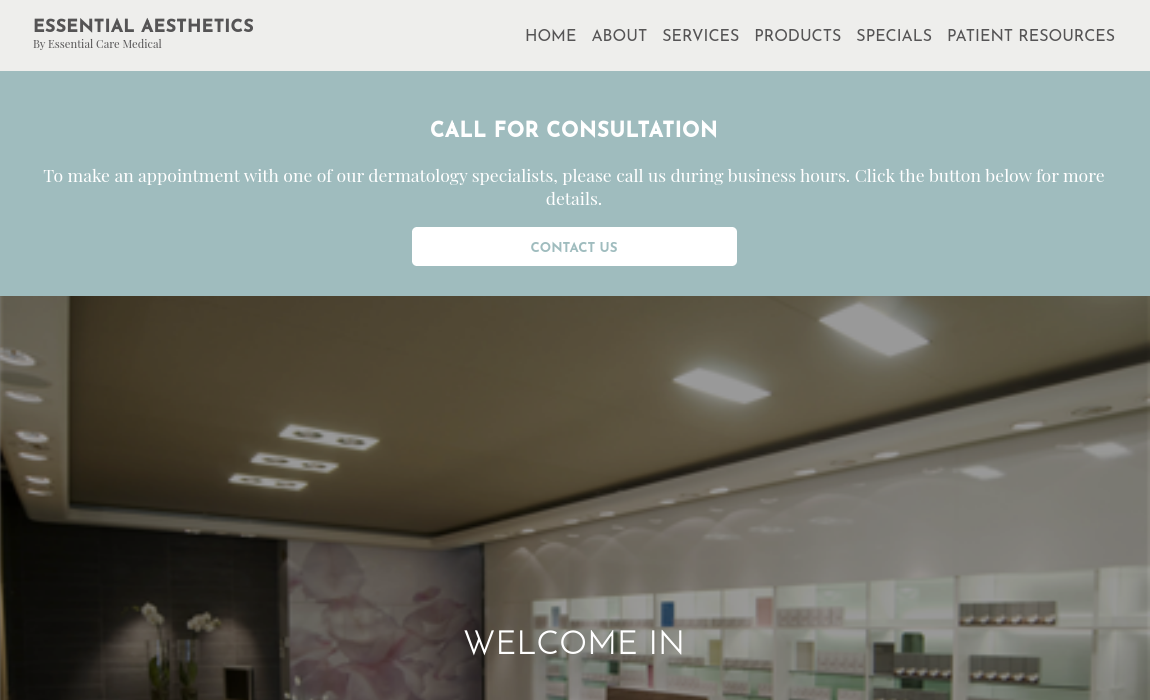 ESSENTIAL AESTHETICS
By Essential Care Medical
HOME ABOUT SERVICES PRODUCTS SPECIALS PATIENT RESOURCES
CALL FOR CONSULTATION
To make an appointment with one of our dermatology specialists, please call us during business hours. Click the button below for more
details.
CONTACT US
WELCOME IN